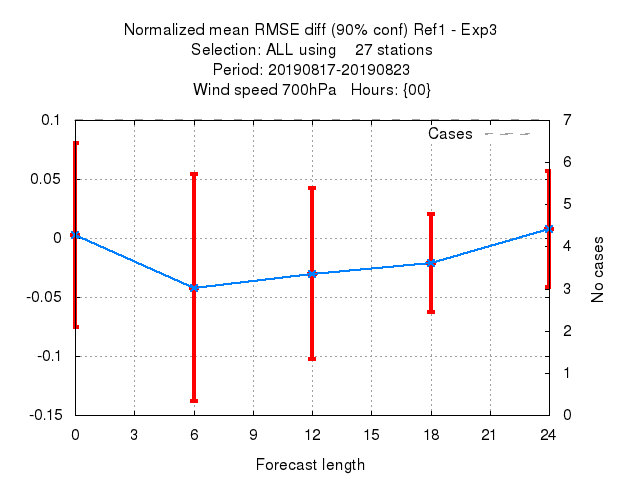 Normalized mean RMSE diff (90% conf) Ref1 - Exp3
Selection: ALL using    27 stations
Period: 20190817-20190823
Wind speed 700hPa   Hours: {00}
Cases
0.1
0.05
0
-0.05
-0.1
-0.15
7
6
5
4
3
2
1
0
No cases
0 3 6 9 12 15 18 21 24
Forecast length